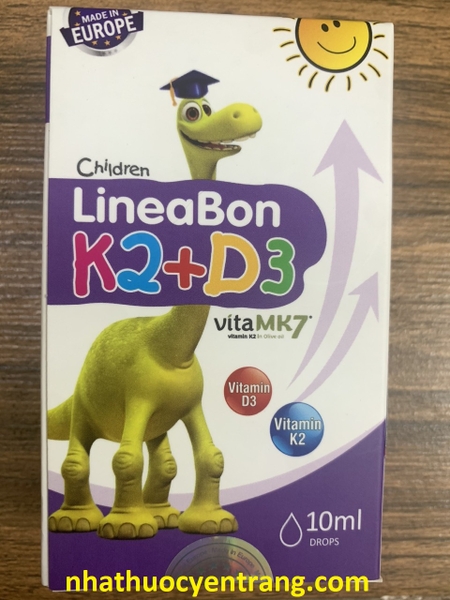 MADE IN
EUROPE
Children
LineaBon
K2+D3
vitaMK7
vitamin K2 in Olive oil
Vitamin
D3
Vitamin
K2
10ml
DROPS
nhathuocyentrang.com